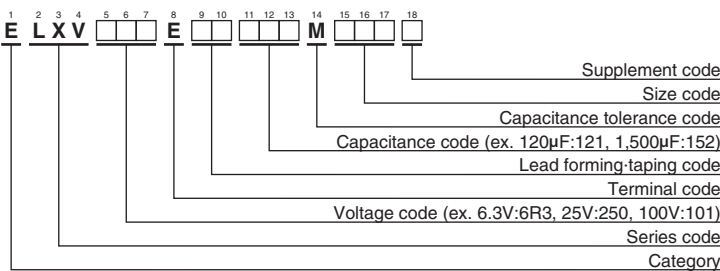 1 2 3 4 5 6 7 8 9 10 11 12 13 14 15 16 17 18
E L X V □□□ E □□ □□□ M □□□ □
Supplement code
Size code
Capacitance tolerance code
Capacitance code (ex. 120μF:121, 1,500μF:152)
Lead forming·taping code
Terminal code
Voltage code (ex. 6.3V:6R3, 25V:250, 100V:101)
Series code
Category